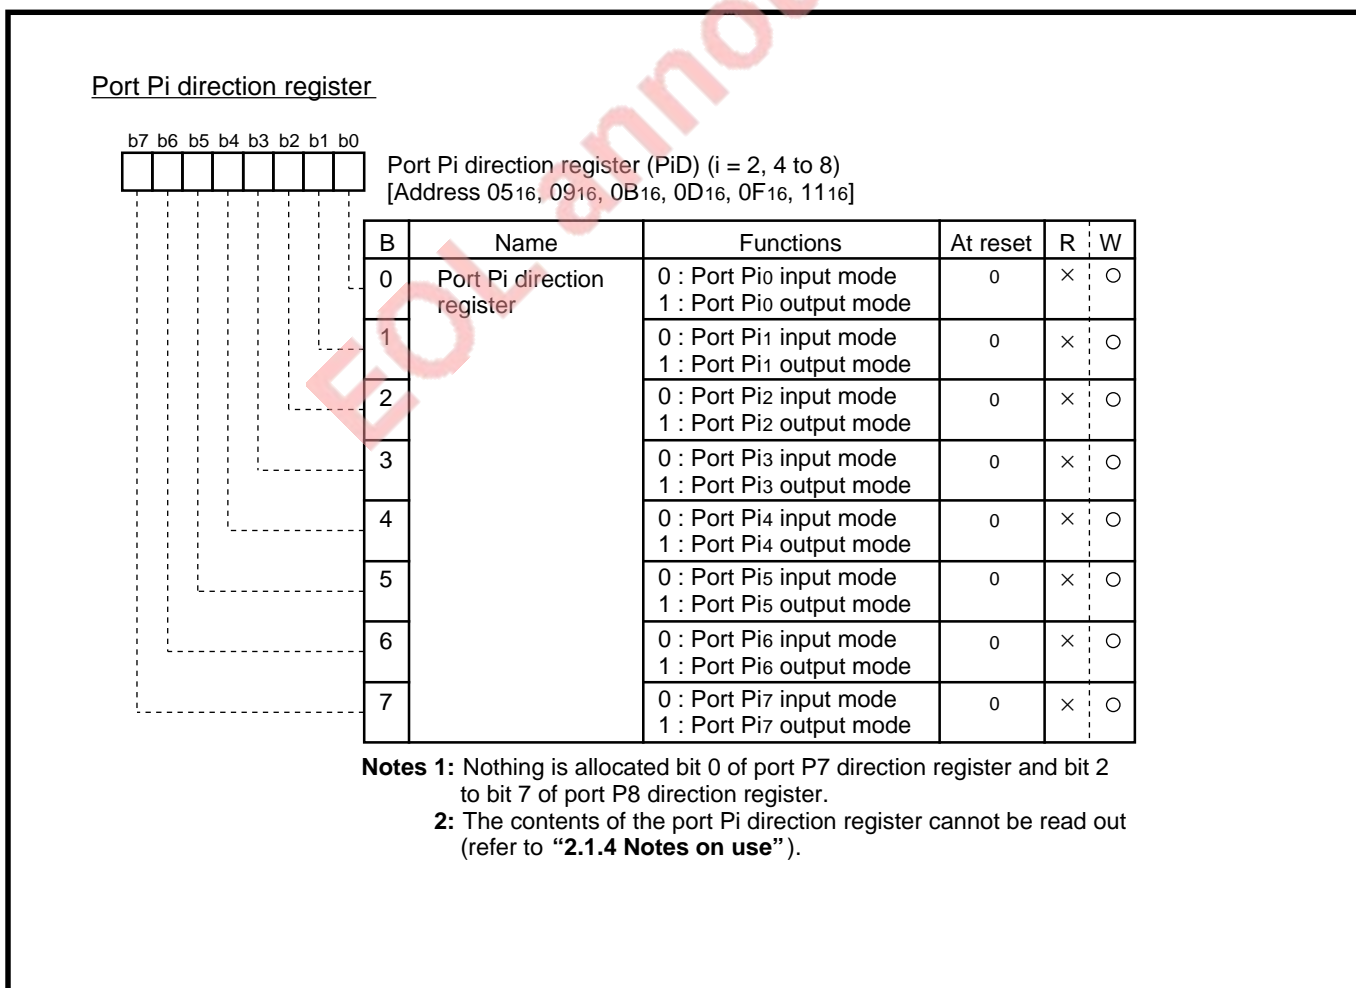 EOL annou
Port Pi direction register
b7 b6 b5 b4 b3 b2 b1 b0
Port Pi direction register (PiD) (i = 2, 4 to 8)
[Address 0516, 0916, 0B16, 0D16, 0F16, 1116]
B Name Functions At reset R W
0 Port Pi direction 0 : Port Pi0 input mode 0 × ○
register 1 : Port Pi0 output mode
1 0 : Port Pi1 input mode 0 × ○
1 : Port Pi1 output mode
2 0 : Port Pi2 input mode 0 × ○
1 : Port Pi2 output mode
3 0 : Port Pi3 input mode 0 × ○
1 : Port Pi3 output mode
4 0 : Port Pi4 input mode 0 × ○
1 : Port Pi4 output mode
5 0 : Port Pi5 input mode 0 × ○
1 : Port Pi5 output mode
6 0 : Port Pi6 input mode 0 × ○
1 : Port Pi6 output mode
7 0 : Port Pi7 input mode 0 × ○
1 : Port Pi7 output mode
Notes 1: Nothing is allocated bit 0 of port P7 direction register and bit 2
to bit 7 of port P8 direction register.
2: The contents of the port Pi direction register cannot be read out
(refer to “2.1.4 Notes on use”).